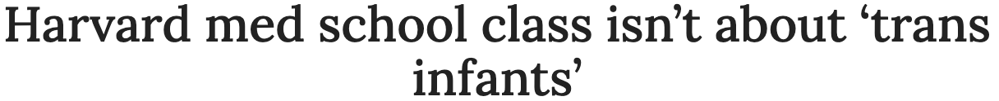 Harvard med school class isn’t about ‘trans
infants’